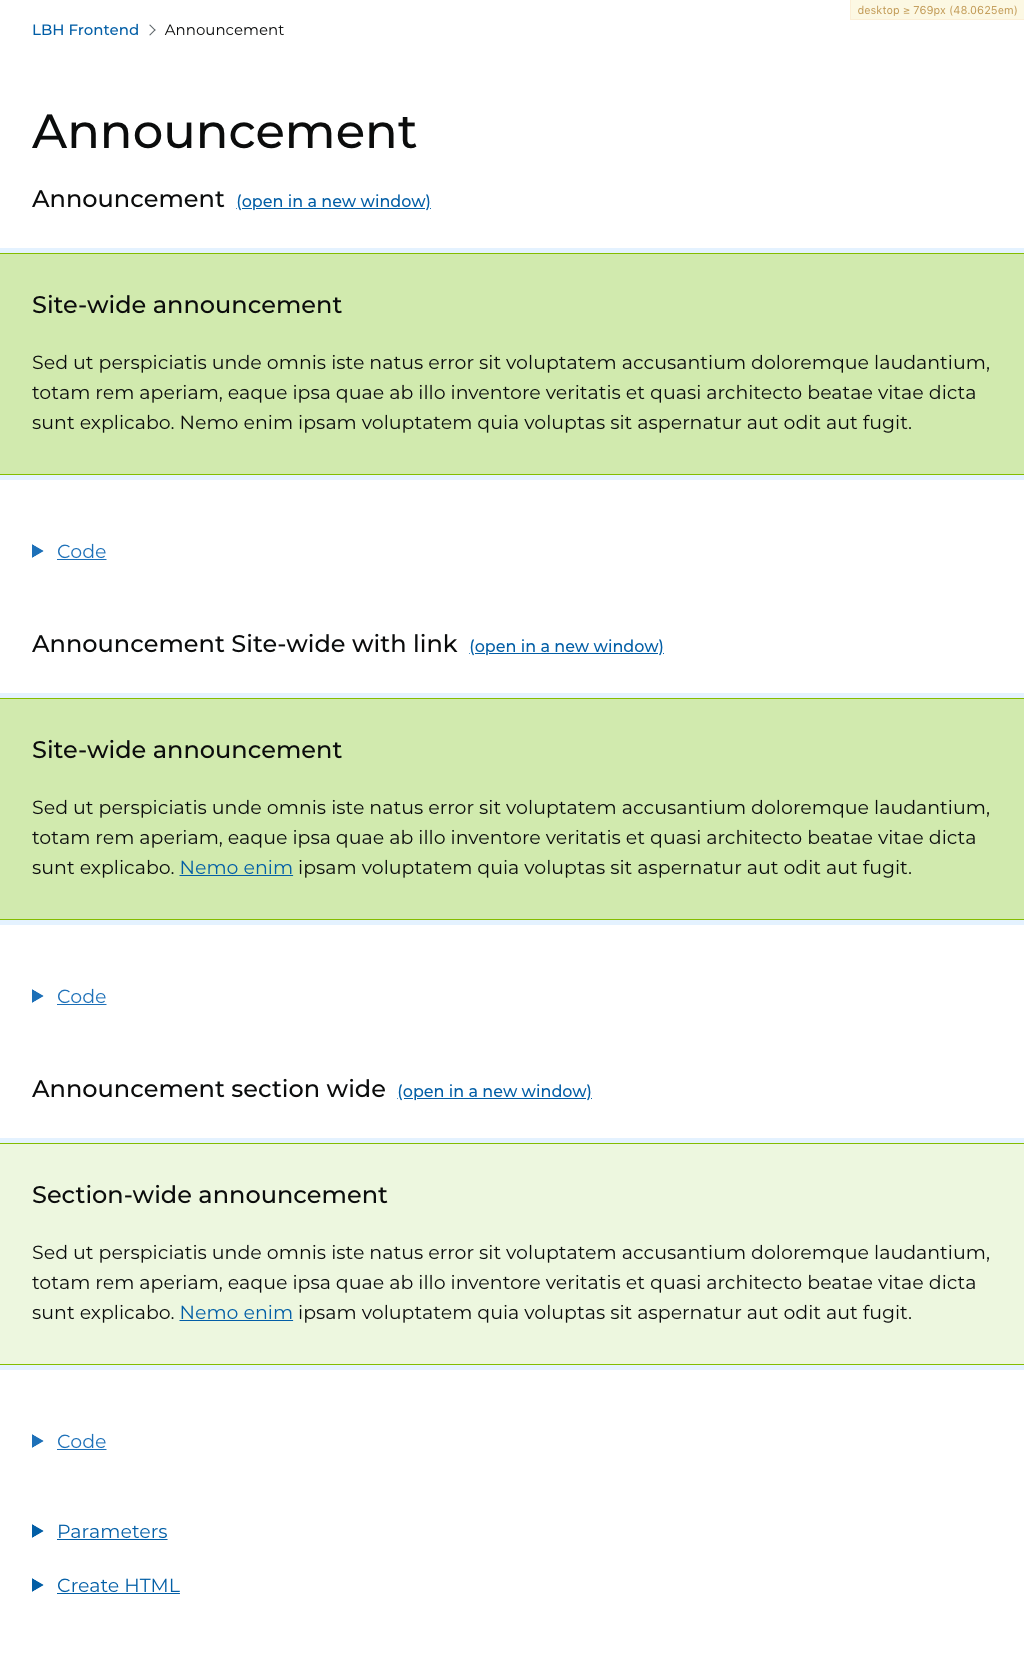 desktop ≥ 769px (48.0625em)
LBH Frontend > Announcement
Announcement
Announcement (open in a new window)
Site-wide announcement
Sed ut perspiciatis unde omnis iste natus error sit voluptatem accusantium doloremque laudantium,
totam rem aperiam, eaque ipsa quae ab illo inventore veritatis et quasi architecto beatae vitae dicta
sunt explicabo. Nemo enim ipsam voluptatem quia voluptas sit aspernatur aut odit aut fugit.
Code
Announcement Site-wide with link (open in a new window)
Site-wide announcement
Sed ut perspiciatis unde omnis iste natus error sit voluptatem accusantium doloremque laudantium,
totam rem aperiam, eaque ipsa quae ab illo inventore veritatis et quasi architecto beatae vitae dicta
sunt explicabo. Nemo enim ipsam voluptatem quia voluptas sit aspernatur aut odit aut fugit.
Code
Announcement section wide (open in a new window)
Section-wide announcement
Sed ut perspiciatis unde omnis iste natus error sit voluptatem accusantium doloremque laudantium,
totam rem aperiam, eaque ipsa quae ab illo inventore veritatis et quasi architecto beatae vitae dicta
sunt explicabo. Nemo enim ipsam voluptatem quia voluptas sit aspernatur aut odit aut fugit.
Code
Parameters
Create HTML